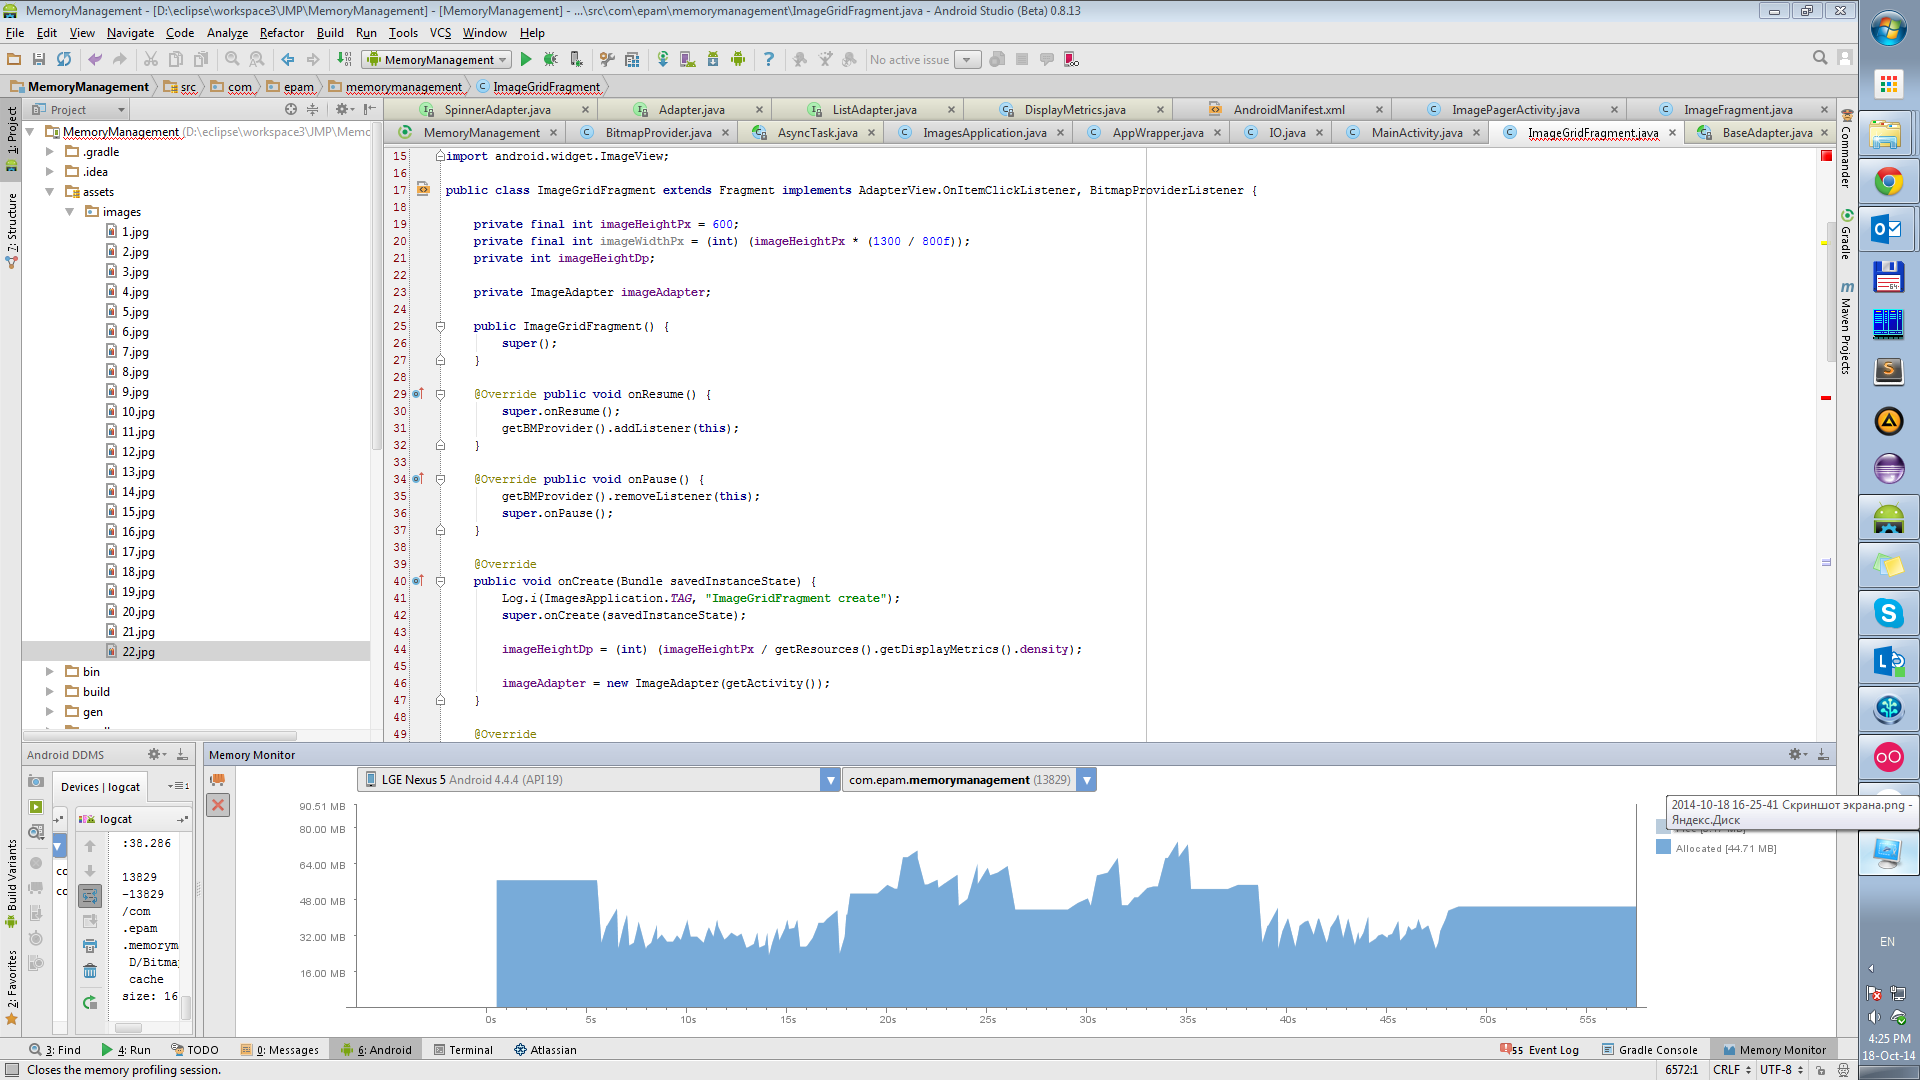 MemoryManagement - [D:\eclipse\workspace3\JMP\MemoryManagement] - [MemoryManagement] - ...\src\com\epam\memorymanagement\ImageGridFragment.java - Android Studio (Beta) 0.8.13
File Edit View Navigate Code Analyze Refactor Build Run Tools VCS Window Help
MemoryManagement
No active issue
MemoryManagement src com epam memorymanagement ImageGridFragment
Project
SpinnerAdapter.java Adapter.java ListAdapter.java DisplayMetrics.java AndroidManifest.xml ImagePagerActivity.java ImageFragment.java
MemoryManagement BitmapProvider.java AsyncTask.java ImagesApplication.java AppWrapper.java IO.java MainActivity.java ImageGridFragment.java BaseAdapter.java
1: Project
7: Structure
Build Variants
2: Favorites
MemoryManagement (D:\eclipse\workspace3\JMP\Memo
.gradle
.idea
assets
images
1.jpg
2.jpg
3.jpg
4.jpg
5.jpg
6.jpg
7.jpg
8.jpg
9.jpg
10.jpg
11.jpg
12.jpg
13.jpg
14.jpg
15.jpg
16.jpg
17.jpg
18.jpg
19.jpg
20.jpg
21.jpg
22.jpg
bin
build
gen
15 import android.widget.ImageView;
16
17 public class ImageGridFragment extends Fragment implements AdapterView.OnItemClickListener, BitmapProviderListener {
18
19 private final int imageHeightPx = 600;
20 private final int imageWidthPx = (int) (imageHeightPx * (1300 / 800f));
21 private int imageHeightDp;
22
23 private ImageAdapter imageAdapter;
24
25 public ImageGridFragment() {
26 super();
27 }
28
29 @Override public void onResume() {
30 super.onResume();
31 getBMProvider().addListener(this);
32 }
33
34 @Override public void onPause() {
35 getBMProvider().removeListener(this);
36 super.onPause();
37 }
38
39 @Override
40 public void onCreate(Bundle savedInstanceState) {
41 Log.i(ImagesApplication.TAG, "ImageGridFragment create");
42 super.onCreate(savedInstanceState);
43
44 imageHeightDp = (int) (imageHeightPx / getResources().getDisplayMetrics().density);
45
46 imageAdapter = new ImageAdapter(getActivity());
47 }
48
49 @Override
Commander
Gradle
Maven Projects
Android DDMS
Devices | logcat
1
logcat
:38.286
13829
-13829
/com
.epam
.memorym
D/Bitma
cache
size: 16
co
co
Memory Monitor
LGE Nexus 5 Android 4.4.4 (API 19)
com.epam.memorymanagement (13829)
90.51 MB
80.00 MB
64.00 MB
48.00 MB
32.00 MB
16.00 MB
0s 5s 10s 15s 20s 25s 30s 35s 40s 45s 50s 55s
Allocated [44.71 MB]
2014-10-18 16-25-41 Скриншот экрана.png -
Яндекс.Диск
3: Find 4: Run TODO 0: Messages 6: Android Terminal Atlassian
55 Event Log Gradle Console Memory Monitor
Closes the memory profiling session.
6572:1 CRLF UTF-8
64
EN
4:25 PM
18-Oct-14